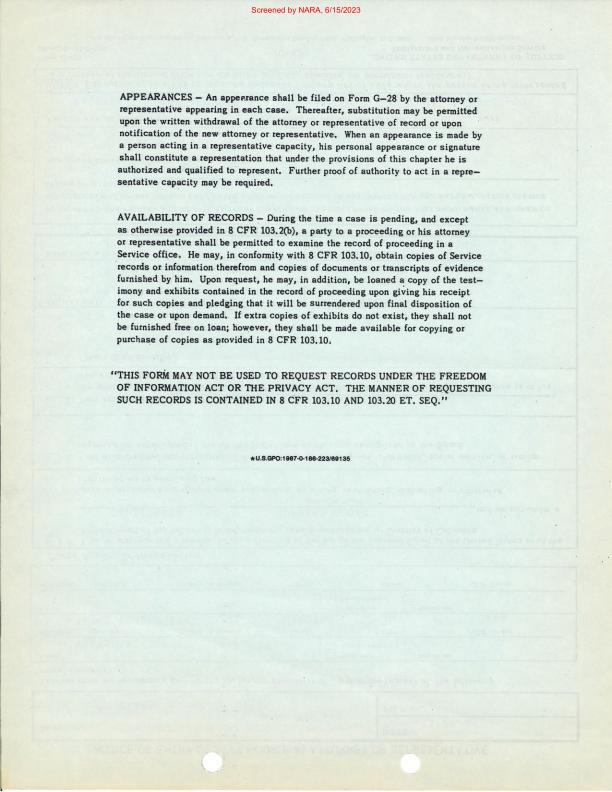 Screened by NARA, 6/15/2023
APPEARANCES – An appearance shall be filed on Form G–28 by the attorney or
representative appearing in each case. Thereafter, substitution may be permitted
upon the written withdrawal of the attorney or representative of record or upon
notification of the new attorney or representative. When an appearance is made by
a person acting in a representative capacity, his personal appearance or signature
shall constitute a representation that under the provisions of this chapter he is
authorized and qualified to represent. Further proof of authority to act in a repre–
sentative capacity may be required.
AVAILABILITY OF RECORDS – During the time a case is pending, and except
as otherwise provided in 8 CFR 103.2(b), a party to a proceeding or his attorney
or representative shall be permitted to examine the record of proceeding in a
Service office. He may, in conformity with 8 CFR 103.10, obtain copies of Service
records or information therefrom and copies of documents or transcripts of evidence
furnished by him. Upon request, he may, in addition, be loaned a copy of the test–
imony and exhibits contained in the record of proceeding upon giving his receipt
for such copies and pledging that it will be surrendered upon final disposition of
the case or upon demand. If extra copies of exhibits do not exist, they shall not
be furnished free on loan; however, they shall be made available for copying or
purchase of copies as provided in 8 CFR 103.10.
“THIS FORM MAY NOT BE USED TO REQUEST RECORDS UNDER THE FREEDOM
OF INFORMATION ACT OR THE PRIVACY ACT. THE MANNER OF REQUESTING
SUCH RECORDS IS CONTAINED IN 8 CFR 103.10 AND 103.20 ET. SEQ.”
★U.S.GPO:1987-0-186-223/69135